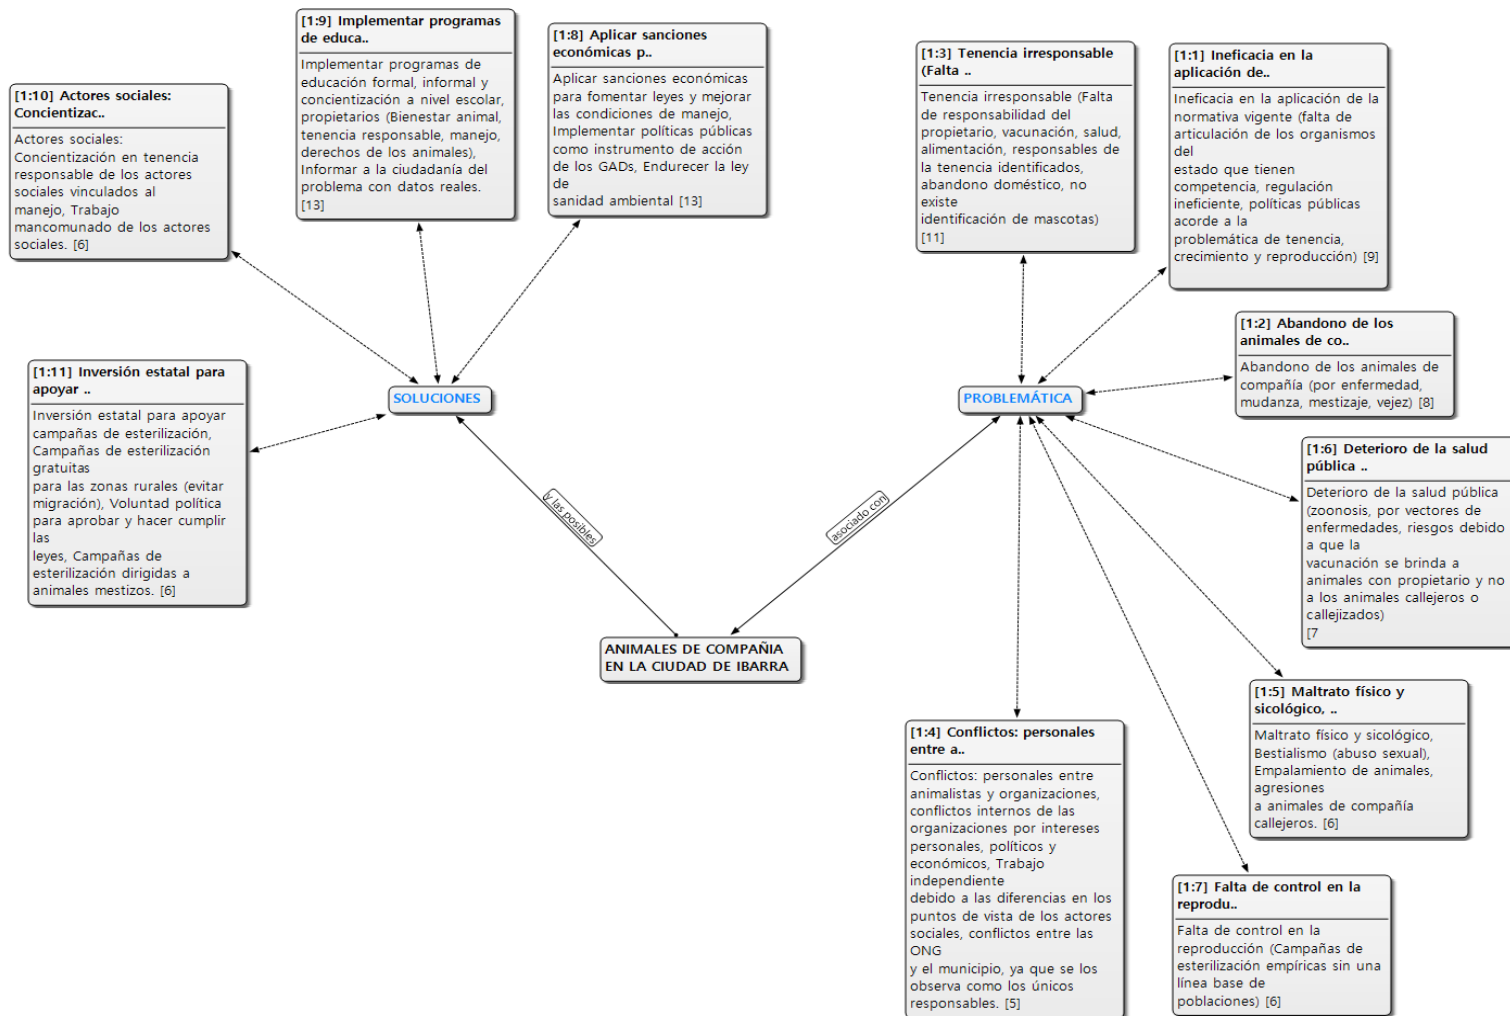 [1:9] Implementar programas
de educa..
Implementar programas de
educación formal, informal y
concientización a nivel escolar,
propietarios (Bienestar animal,
tenencia responsable, manejo,
derechos de los animales),
Informar a la ciudadanía del
problema con datos reales.
[13]
[1:8] Aplicar sanciones
económicas p..
Aplicar sanciones económicas
para fomentar leyes y mejorar
las condiciones de manejo,
Implementar políticas públicas
como instrumento de acción
de los GADs, Endurecer la ley
de
sanidad ambiental [13]
[1:10] Actores sociales:
Concientizac..
Actores sociales:
Concientización en tenencia
responsable de los actores
sociales vinculados al
manejo, Trabajo
mancomunado de los actores
sociales. [6]
[1:11] Inversión estatal para
apoyar ..
Inversión estatal para apoyar
campañas de esterilización,
Campañas de esterilización
gratuitas
para las zonas rurales (evitar
migración), Voluntad política
para aprobar y hacer cumplir
las
leyes, Campañas de
esterilización dirigidas a
animales mestizos. [6]
SOLUCIONES
y las posibles
ANIMALES DE COMPAÑIA
EN LA CIUDAD DE IBARRA
asociado con
PROBLEMÁTICA
[1:3] Tenencia irresponsable
(Falta ..
Tenencia irresponsable (Falta
de responsabilidad del
propietario, vacunación, salud,
alimentación, responsables de
la tenencia identificados,
abandono doméstico, no
existe
identificación de mascotas)
[11]
[1:1] Ineficacia en la
aplicación de..
Ineficacia en la aplicación de la
normativa vigente (falta de
articulación de los organismos
del
estado que tienen
competencia, regulación
ineficiente, políticas públicas
acorde a la
problemática de tenencia,
crecimiento y reproducción) [9]
[1:2] Abandono de los
animales de co..
Abandono de los animales de
compañía (por enfermedad,
mudanza, mestizaje, vejez) [8]
[1:6] Deterioro de la salud
pública ..
Deterioro de la salud pública
(zoonosis, por vectores de
enfermedades, riesgos debido
a que la
vacunación se brinda a
animales con propietario y no
a los animales callejeros o
callejizados)
[7
[1:5] Maltrato físico y
sicológico, ..
Maltrato físico y sicológico,
Bestialismo (abuso sexual),
Empalamiento de animales,
agresiones
a animales de compañía
callejeros. [6]
[1:4] Conflictos: personales
entre a..
Conflictos: personales entre
animalistas y organizaciones,
conflictos internos de las
organizaciones por intereses
personales, políticos y
económicos, Trabajo
independiente
debido a las diferencias en los
puntos de vista de los actores
sociales, conflictos entre las
ONG
y el municipio, ya que se los
observa como los únicos
responsables. [5]
[1:7] Falta de control en la
reprodu..
Falta de control en la
reproducción (Campañas de
esterilización empíricas sin una
línea base de
poblaciones) [6]